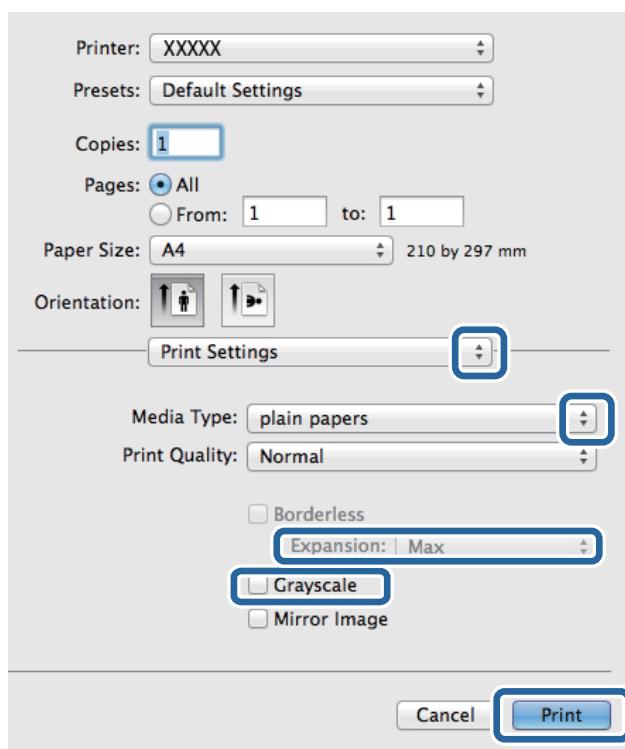 Printer: XXXXX
Presets: Default Settings
Copies: 1
Pages: All
From: 1 to: 1
Paper Size: A4 210 by 297 mm
Orientation:
Print Settings
Media Type: plain papers
Print Quality: Normal
Borderless
Expansion: Max
Grayscale
Mirror Image
Cancel Print